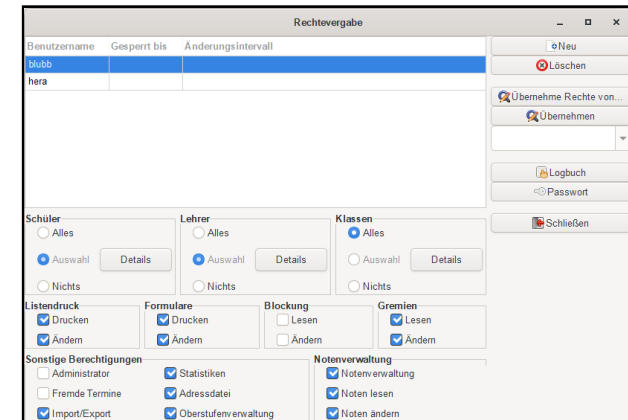 Rechtevergabe
Benutzername Gesperrt bis Änderungsintervall
blubb
hera
Neu
Löschen
Übernehme Rechte von...
Übernehmen
Logbuch
Passwort
Schließen
Schüler Lehrer Klassen
Alles Alles Alles
Auswahl Details Auswahl Details Auswahl Details
Nichts Nichts Nichts
Listendruck Formulare Blockung Gremien
Drucken Drucken Lesen Lesen
Ändern Ändern Ändern Ändern
Sonstige Berechtigungen Notenverwaltung
Administrator Statistiken Notenverwaltung
Fremde Termine Adressdatei Noten lesen
Import/Export Oberstufenverwaltung Noten ändern